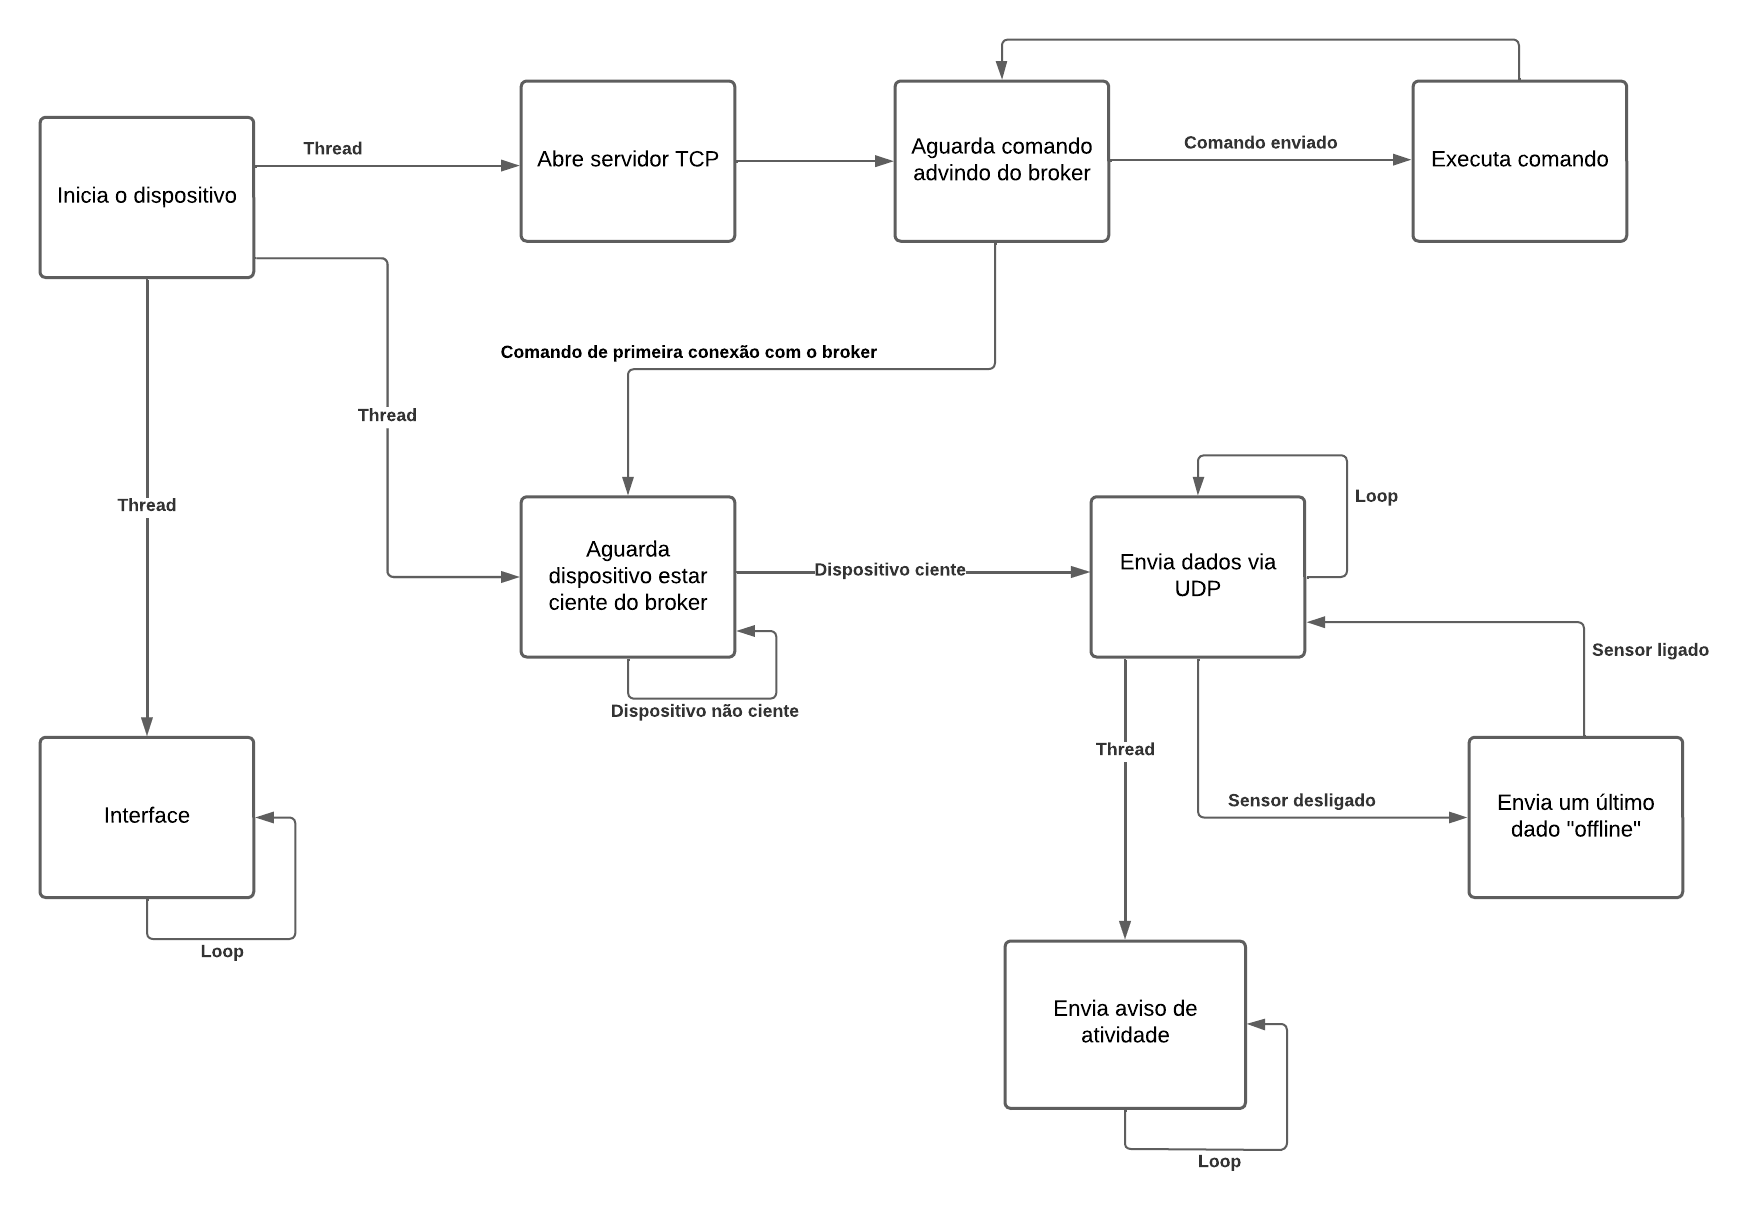 Thread
Inicia o dispositivo
Abre servidor TCP
Aguarda comando
advindo do broker
Comando enviado
Executa comando
Comando de primeira conexão com o broker
Thread
Thread
Aguarda
dispositivo estar
ciente do broker
Dispositivo ciente
Dispositivo não ciente
Envia dados via
UDP
Loop
Sensor ligado
Thread
Sensor desligado
Envia um último
dado "offline"
Interface
Loop
Envia aviso de
atividade
Loop